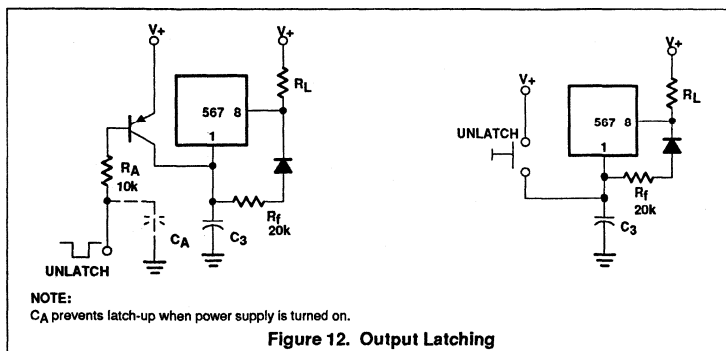 V+
V+
RL
567 8
1
RA
10k
Rf
20k
CA
C3
UNLATCH
V+
V+
RL
567 8
UNLATCH
1
Rf
20k
C3
NOTE:
CA prevents latch-up when power supply is turned on.
Figure 12. Output Latching